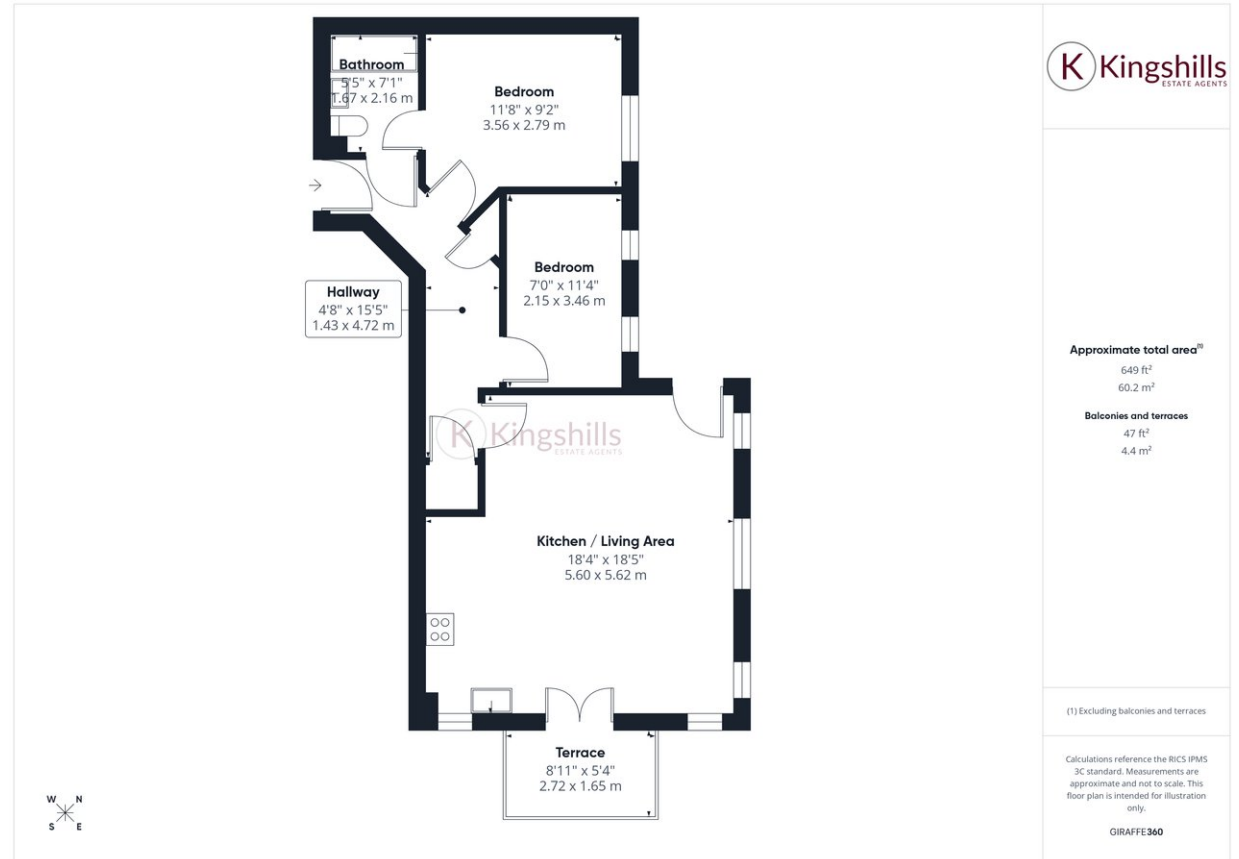 Bathroom
5'5" x 7'1"
1.67 x 2.16 m
Bedroom
11'8" x 9'2"
3.56 x 2.79 m
Bedroom
7'0" x 11'4"
2.15 x 3.46 m
Hallway
4'8" x 15'5"
1.43 x 4.72 m
K Kingshills
ESTATE AGENTS
Kitchen / Living Area
18'4" x 18'5"
5.60 x 5.62 m
Terrace
8'11" x 5'4"
2.72 x 1.65 m
W N
S E
K Kingshills
ESTATE AGENTS
Approximate total area⁽¹⁾
649 ft²
60.2 m²
Balconies and terraces
47 ft²
4.4 m²
(1) Excluding balconies and terraces
Calculations reference the RICS IPMS
3C standard. Measurements are
approximate and not to scale. This
floor plan is intended for illustration
only.
GIRAFFE360